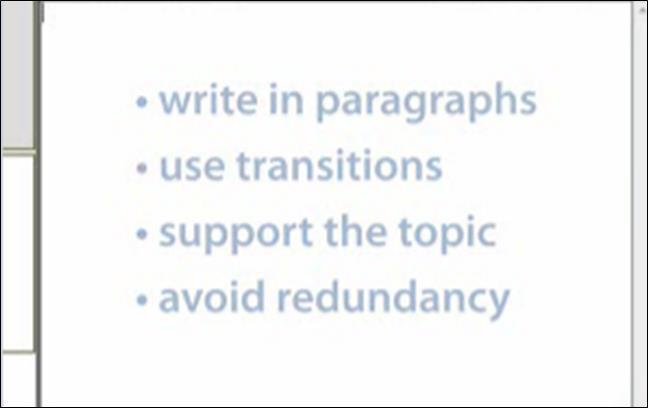 • write in paragraphs
• use transitions
• support the topic
• avoid redundancy